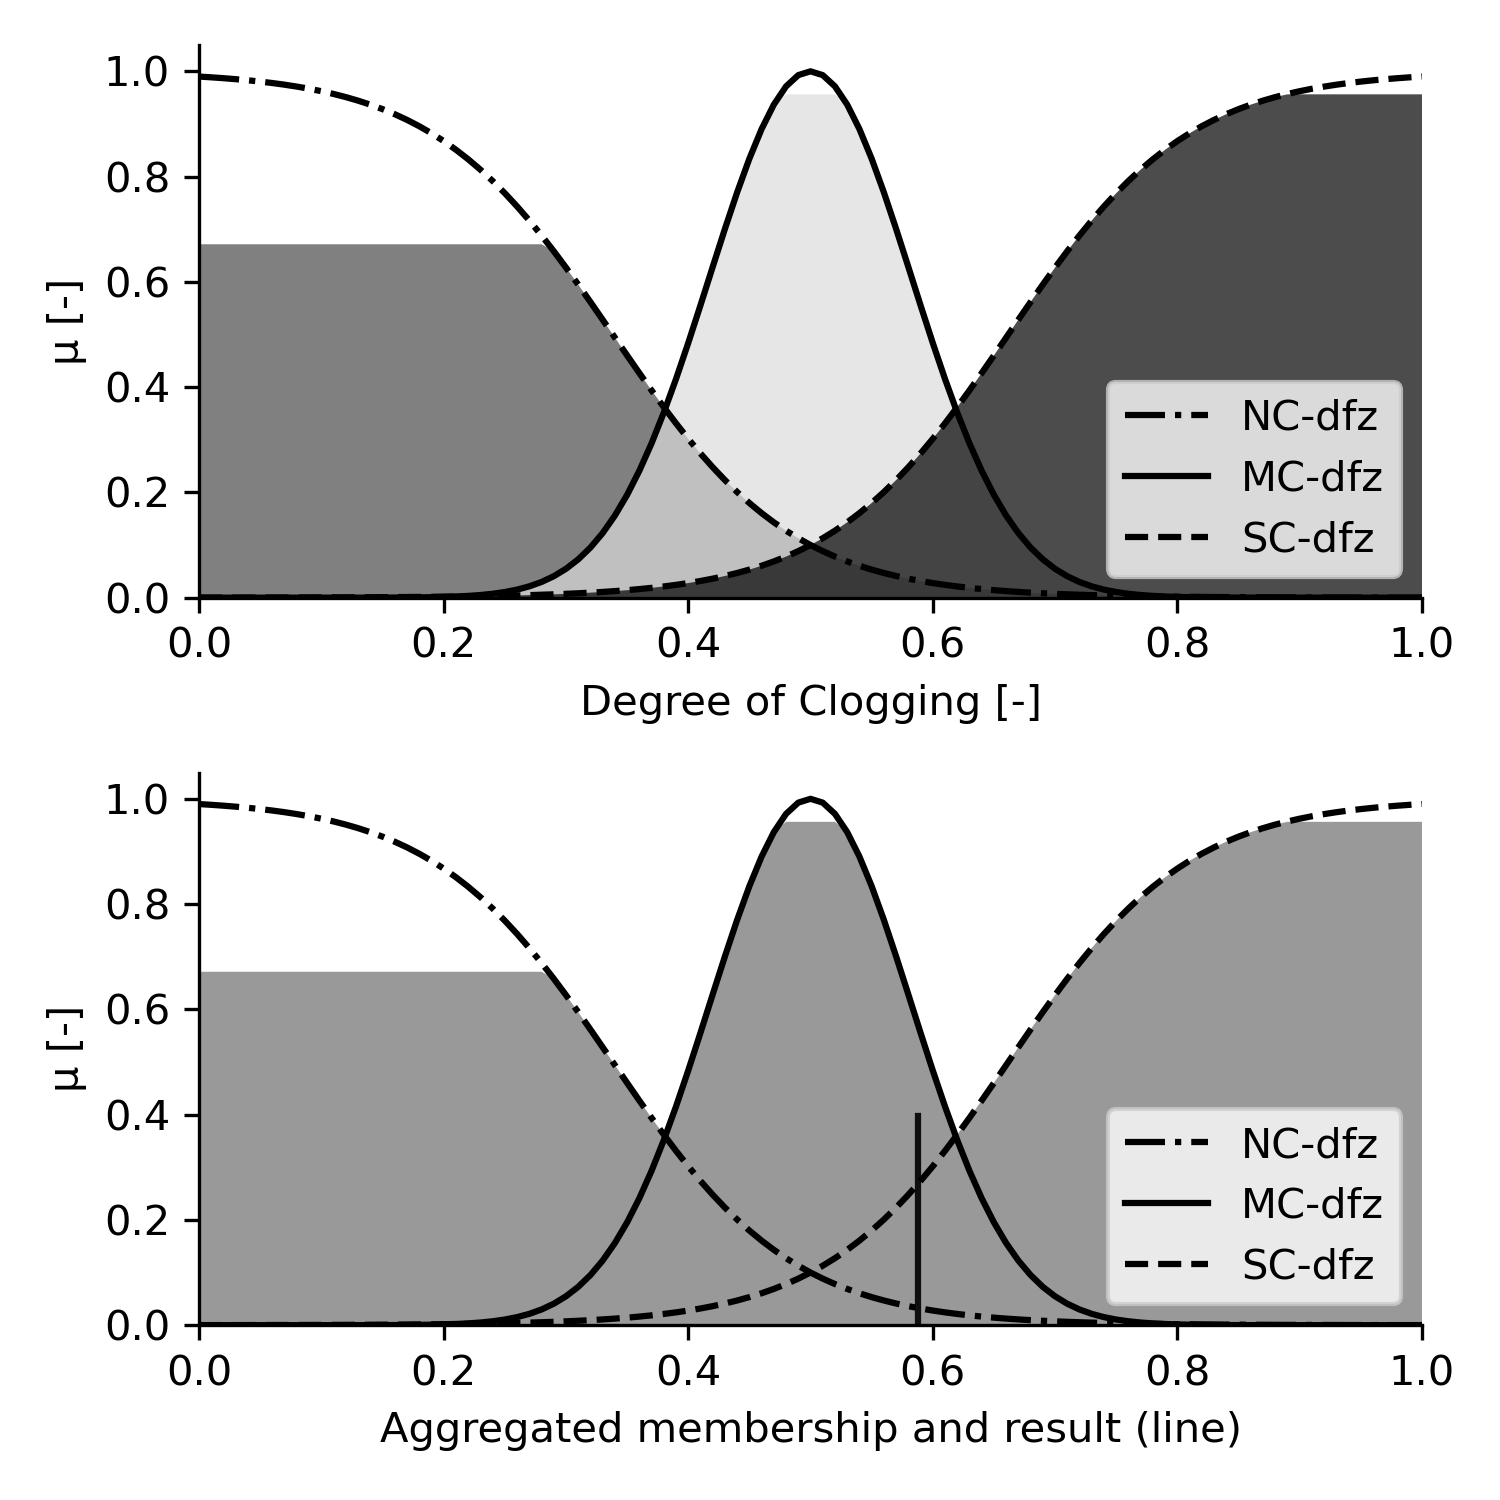 1.0
0.8
0.6
0.4
0.2
0.0
µ [-]
NC-dfz
MC-dfz
SC-dfz
0.0 0.2 0.4 0.6 0.8 1.0
Degree of Clogging [-]
1.0
0.8
0.6
0.4
0.2
0.0
µ [-]
NC-dfz
MC-dfz
SC-dfz
0.0 0.2 0.4 0.6 0.8 1.0
Aggregated membership and result (line)